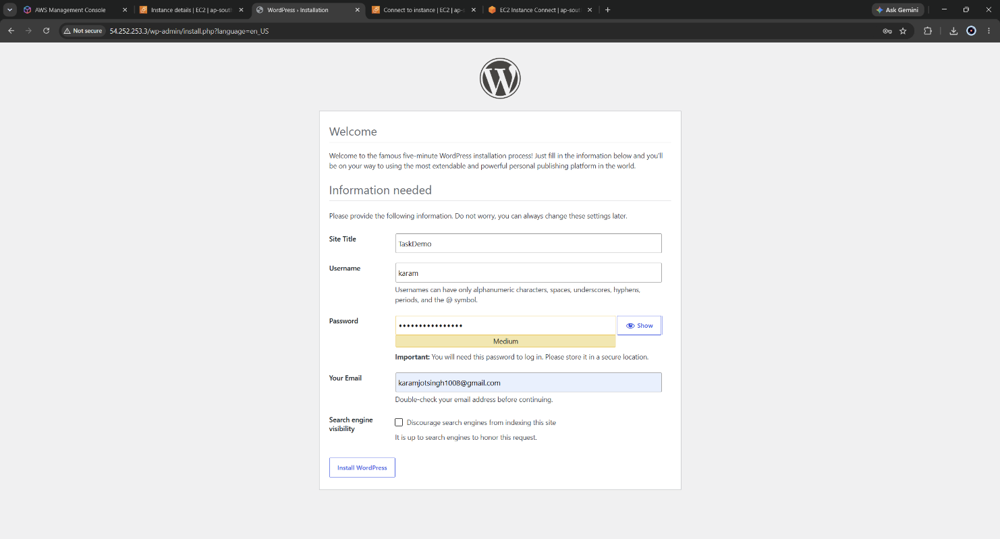 AWS Management Console
Instance details | EC2 | ap-south
WordPress › Installation
Connect to instance | EC2 | ap-s
EC2 Instance Connect | ap-sout
Ask Gemini
Not secure
54.252.253.3/wp-admin/install.php?language=en_US
Welcome
Welcome to the famous five-minute WordPress installation process! Just fill in the information below and you'll
be on your way to using the most extendable and powerful personal publishing platform in the world.
Information needed
Please provide the following information. Do not worry, you can always change these settings later.
Site Title
TaskDemo
Username
karam
Usernames can have only alphanumeric characters, spaces, underscores, hyphens,
periods, and the @ symbol.
Password
••••••••••••••••
Show
Medium
Important: You will need this password to log in. Please store it in a secure location.
Your Email
karamjotsingh1008@gmail.com
Double-check your email address before continuing.
Search engine
visibility
Discourage search engines from indexing this site
It is up to search engines to honor this request.
Install WordPress